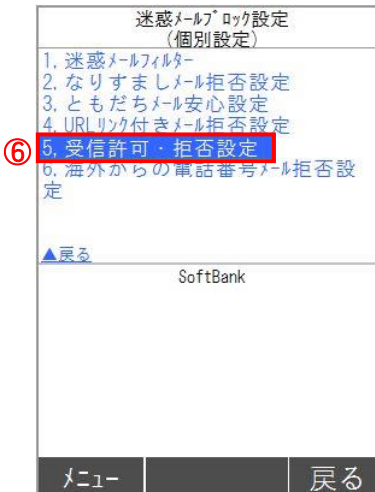 迷惑ﾒｰﾙﾌﾞﾛｯｸ設定
(個別設定)
1.迷惑ﾒｰﾙﾌｨﾙﾀｰ
2.なりすましﾒｰﾙ拒否設定
3.ともだちﾒｰﾙ安心設定
4.URLﾘﾝｸ付きﾒｰﾙ拒否設定
⑥ 5.受信許可・拒否設定
6.海外からの電話番号ﾒｰﾙ拒否設
定
▲戻る
SoftBank
ﾒﾆｭｰ 戻る